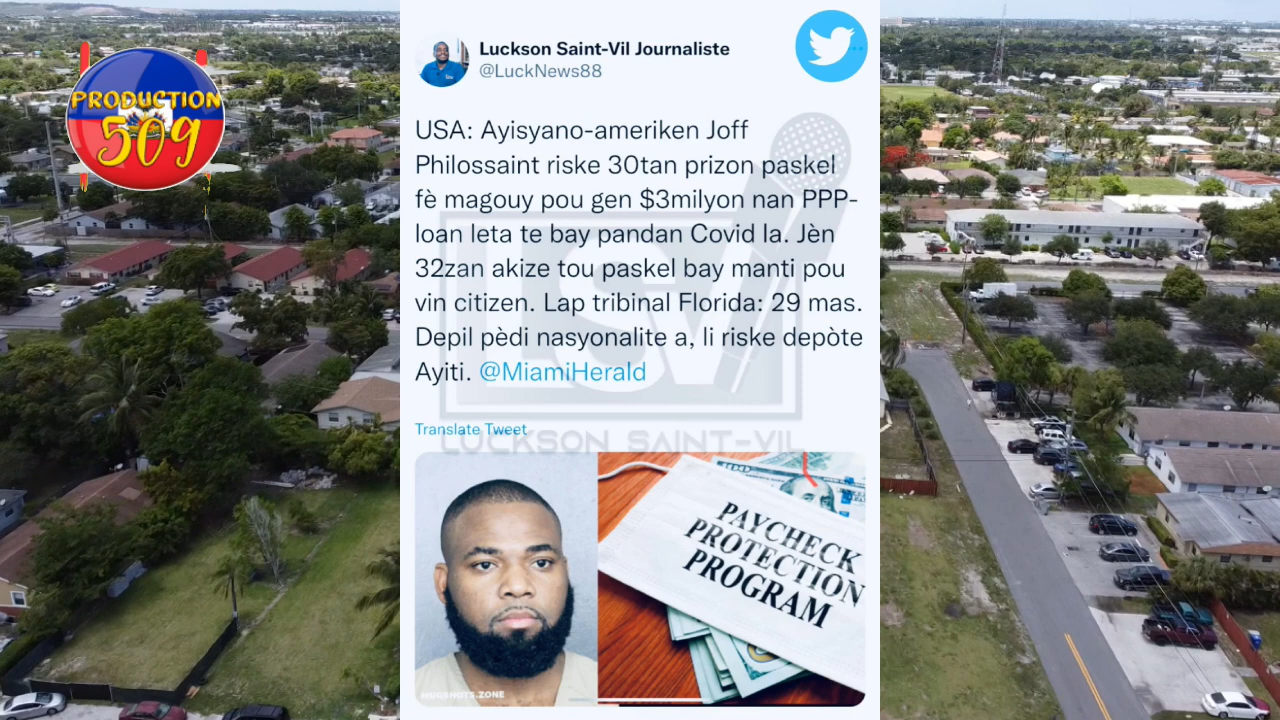 PRODUCTION
509
Luckson Saint-Vil Journaliste
@LuckNews88
USA: Ayisyano-ameriken Joff
Philossaint riske 30tan prizon paskel
fè magouy pou gen $3milyon nan PPP-
loan leta te bay pandan Covid la. Jèn
32zan akize tou paskel bay manti pou
vin citizen. Lap tribinal Florida: 29 mas.
Depil pèdi nasyonalite a, li riske depòte
Ayiti. @MiamiHerald
LSV
LUCKSON SAINT-VIL
Translate Tweet
PAYCHECK
PROTECTION
PROGRAM
MUGSHOTS.ZONE